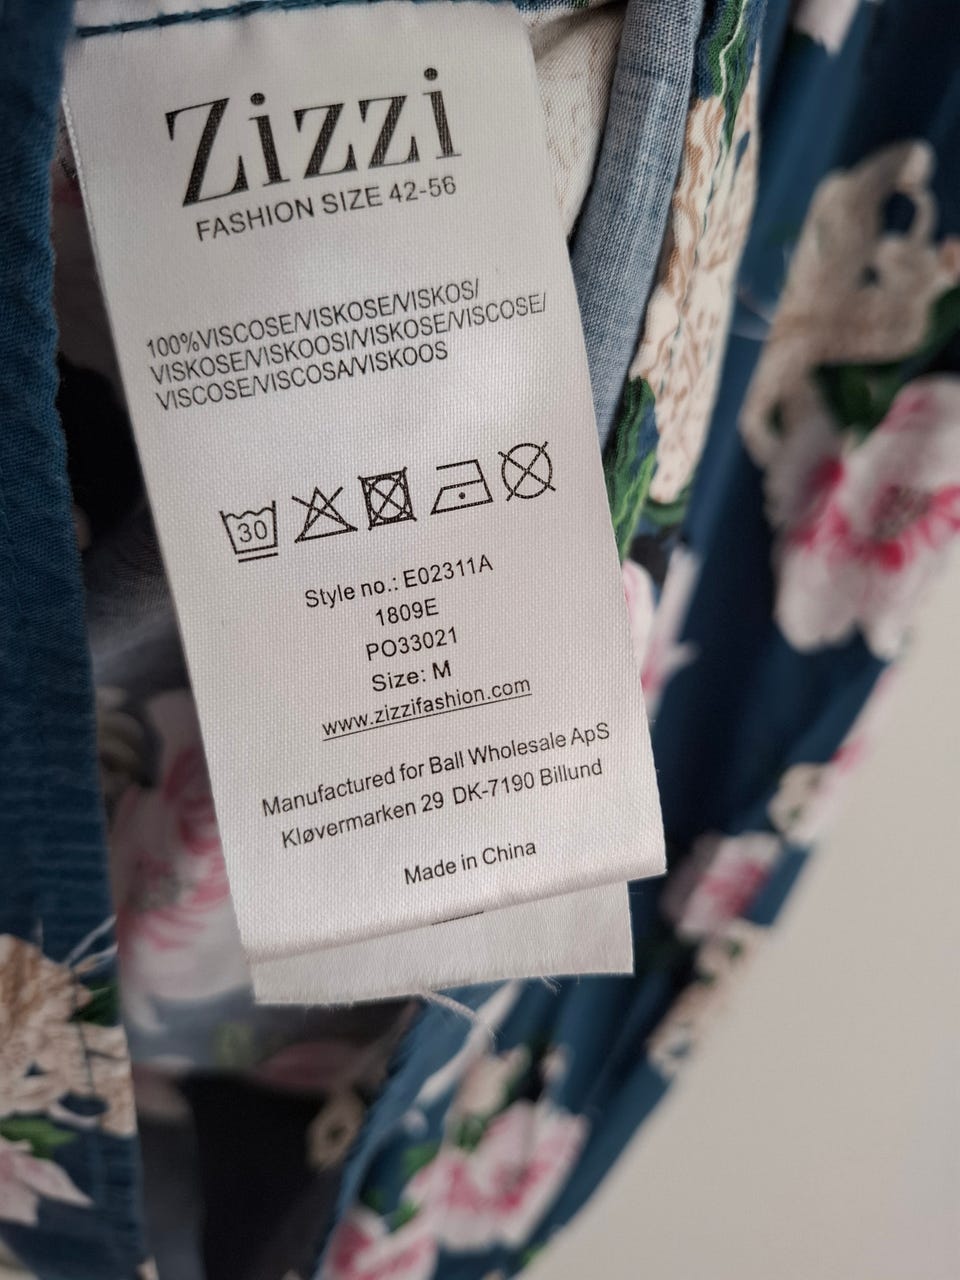 Zizzi
FASHION SIZE 42-56
100%VISCOSE/VISKOSE/VISKOS/
VISKOSE/VISKOOSI/VISKOSE/VISCOSE/
VISCOSE/VISCOSA/VISKOOS
30
Style no.: E02311A
1809E
PO33021
Size: M
www.zizzifashion.com
Manufactured for Ball Wholesale ApS
Kløvermarken 29 DK-7190 Billund
Made in China